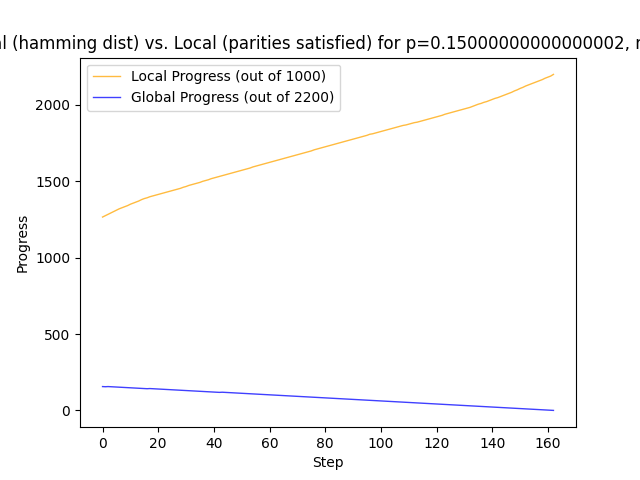 l (hamming dist) vs. Local (parities satisfied) for p=0.15000000000000002, n
Local Progress (out of 1000)
Global Progress (out of 2200)
2000
1500
1000
500
0
Progress
0 20 40 60 80 100 120 140 160
Step